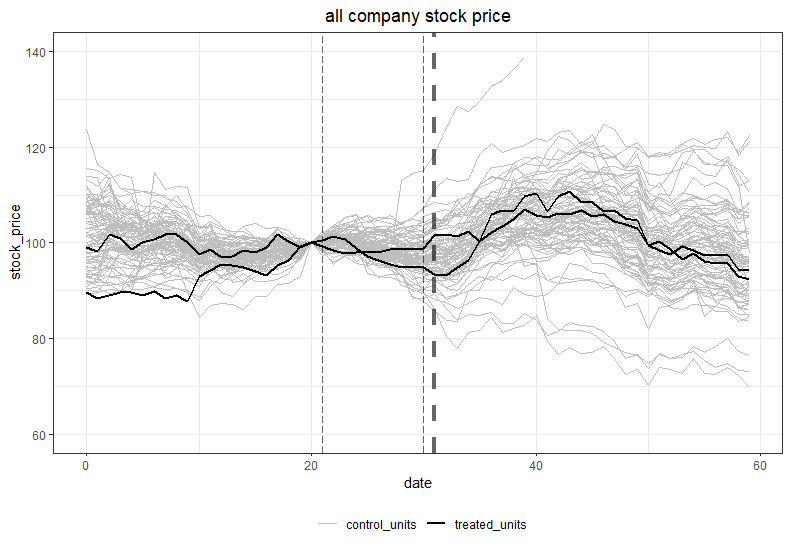 all company stock price
140
120
100
80
60
stock_price
0 20 40 60
date
control_units treated_units